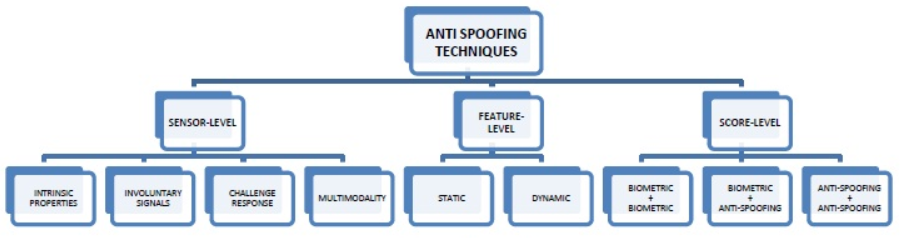 ANTI SPOOFING
TECHNIQUES
SENSOR-LEVEL
FEATURE-
LEVEL
SCORE-LEVEL
INTRINSIC
PROPERTIES
INVOLUNTARY
SIGNALS
CHALLENGE
RESPONSE
MULTIMODALITY
STATIC
DYNAMIC
BIOMETRIC
+
BIOMETRIC
BIOMETRIC
+
ANTI-SPOOFING
ANTI-SPOOFING
+
ANTI-SPOOFING